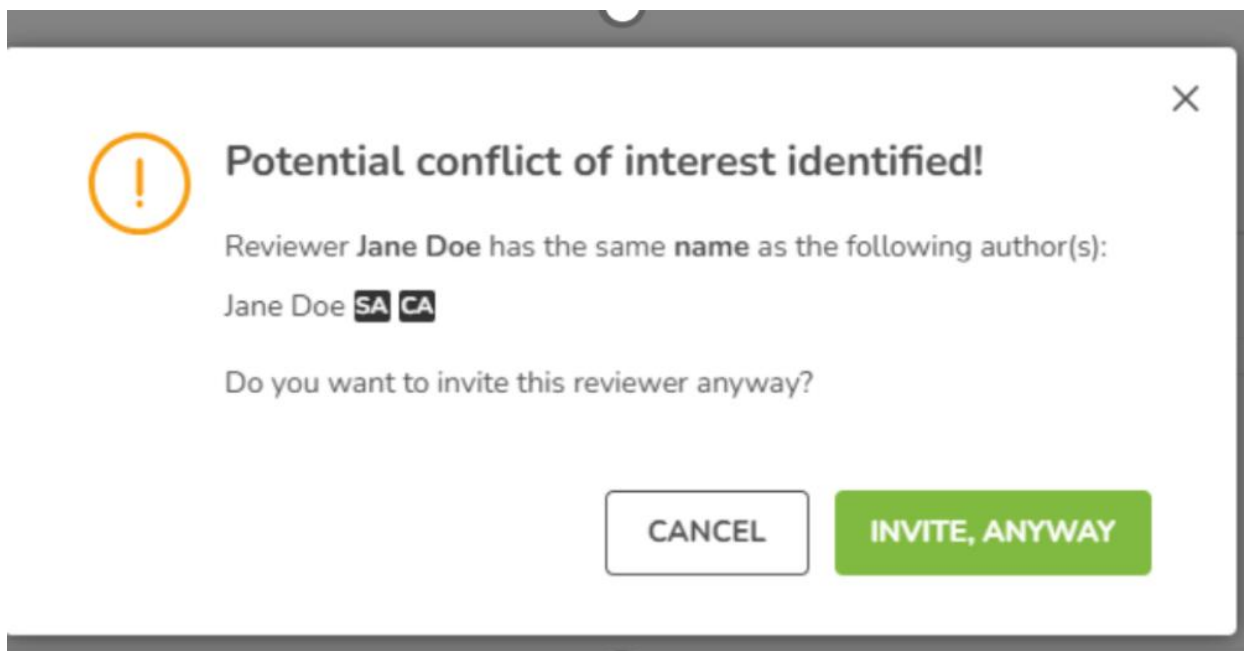 Potential conflict of interest identified!
Reviewer Jane Doe has the same name as the following author(s):
Jane Doe SA CA
Do you want to invite this reviewer anyway?
CANCEL INVITE, ANYWAY